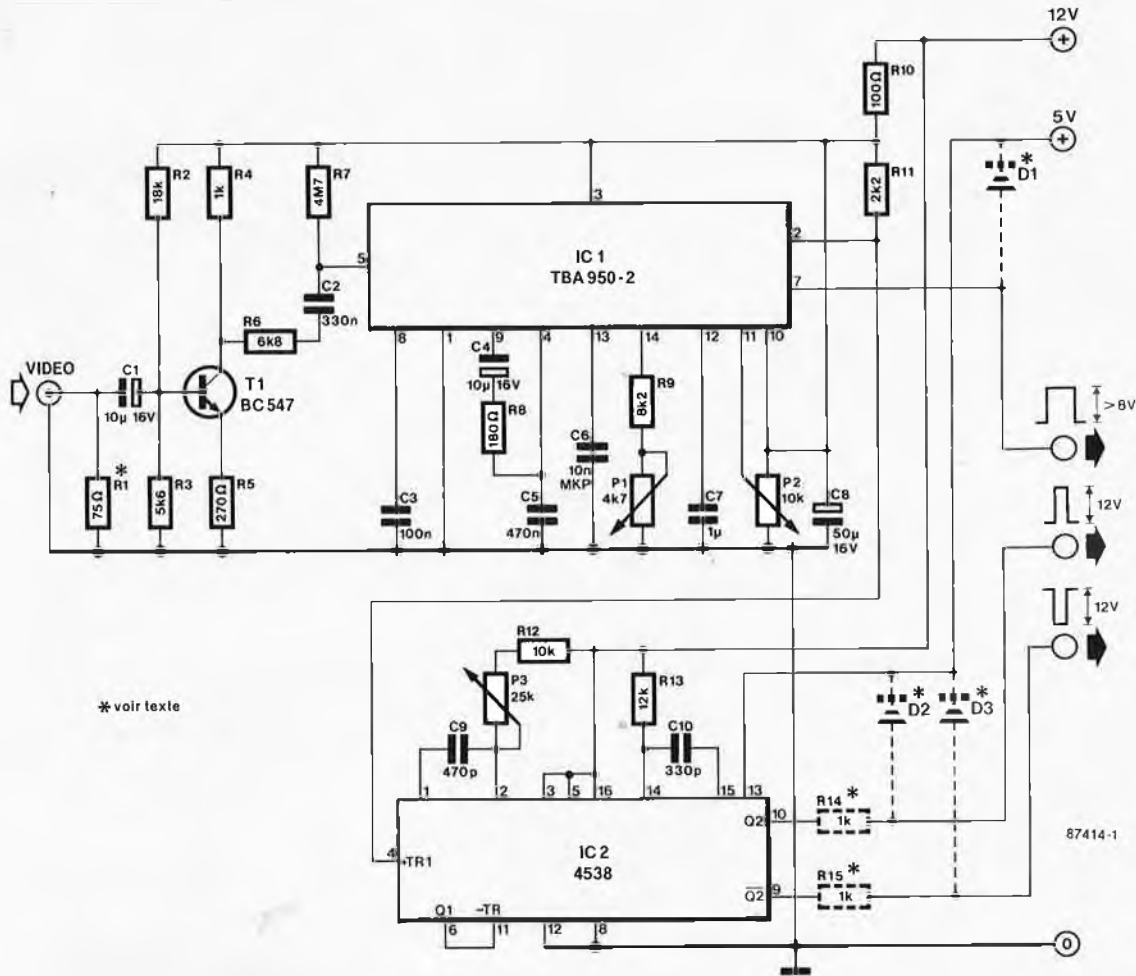 12V
+
R10
100Ω
5V
+
R2
18k
R4
1k
R7
4M7
R11
2k2
*
D1
3
5
IC 1
TBA 950-2
2
7
C2
330n
R6
6k8
8
1
9
4
13
14
12
11
10
VIDEO
C1
10µ 16V
T1
BC 547
C4
10µ 16V
R8
180Ω
R9
8k2
> 8V
*
R1
75Ω
R3
5k6
R5
270Ω
C3
100n
C5
470n
C6
10n
MKP
P1
4k7
C7
1µ
P2
10k
C8
50µ
16V
12V
12V
R12
10k
P3
25k
R13
12k
* voir texte
C9
470p
C10
330p
*
D2
*
D3
1
2
3
5
16
14
15
13
Q2
10
R14
*
1k
87414-1
4
+TR1
IC 2
4538
Q2
9
R15
*
1k
Q1
-TR
6
11
12
8
0